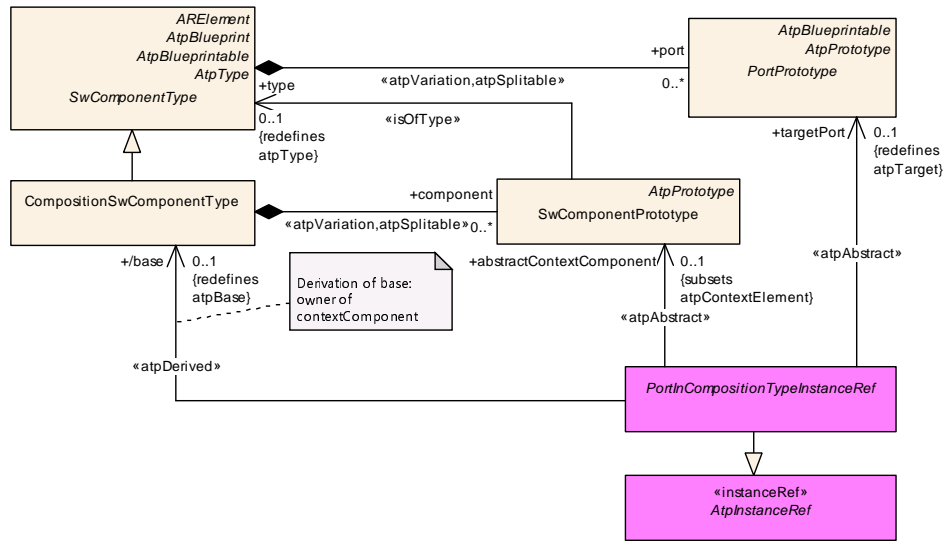 ARElement
AtpBlueprint
AtpBlueprintable
AtpType
SwComponentType
AtpBlueprintable
AtpPrototype
PortPrototype
+port
«atpVariation,atpSplitable»
0..*
+type
0..1
{redefines
atpType}
«isOfType»
+targetPort
0..1
{redefines
atpTarget}
CompositionSwComponentType
+component
«atpVariation,atpSplitable»
0..*
AtpPrototype
SwComponentPrototype
+/base
0..1
{redefines
atpBase}
Derivation of base:
owner of
contextComponent
+abstractContextComponent
0..1
{subsets
atpContextElement}
«atpAbstract»
«atpAbstract»
«atpDerived»
PortInCompositionTypeInstanceRef
«instanceRef»
AtpInstanceRef